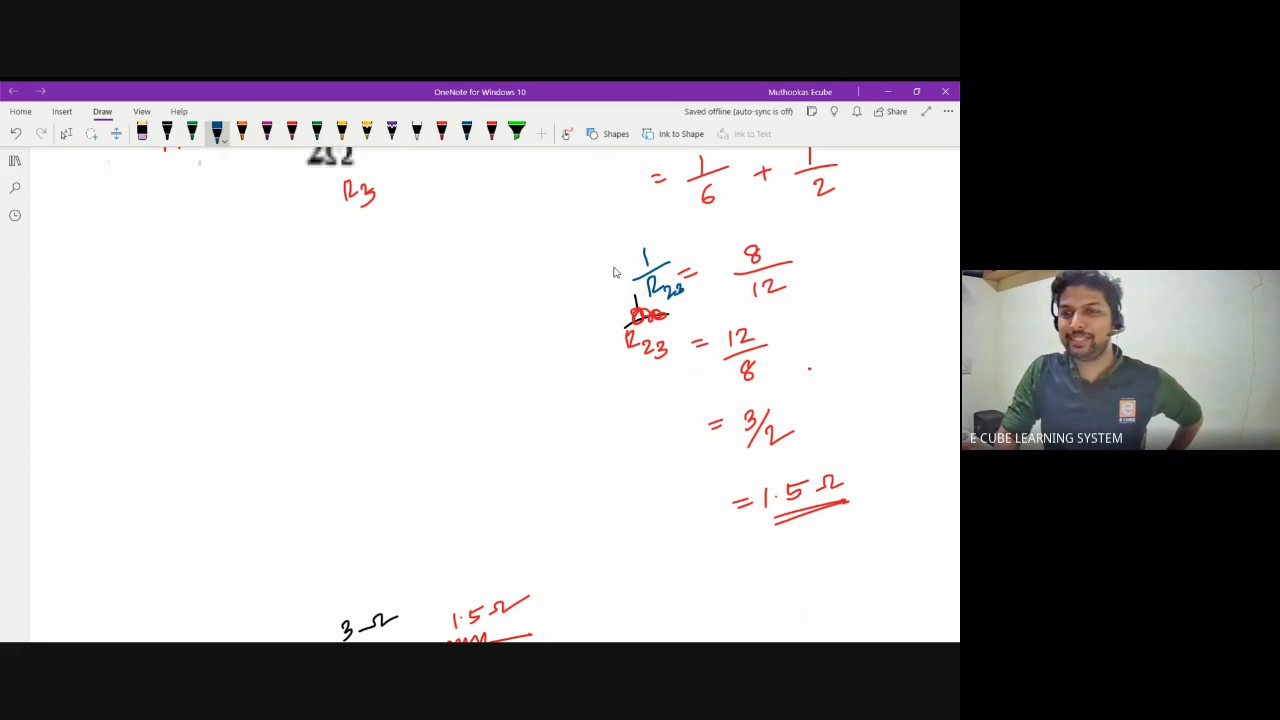 OneNote for Windows 10
Muthookas Ecube
Home Insert Draw View Help
Saved offline (auto-sync is off)
Share
Shapes
Ink to Shape
Ink to Text
2Ω
R3
= 1/6 + 1/2
1/R23 = 8/12
R23 = 12/8
= 3/2
= 1.5 Ω
3 Ω 1.5 Ω
E CUBE
E CUBE LEARNING SYSTEM